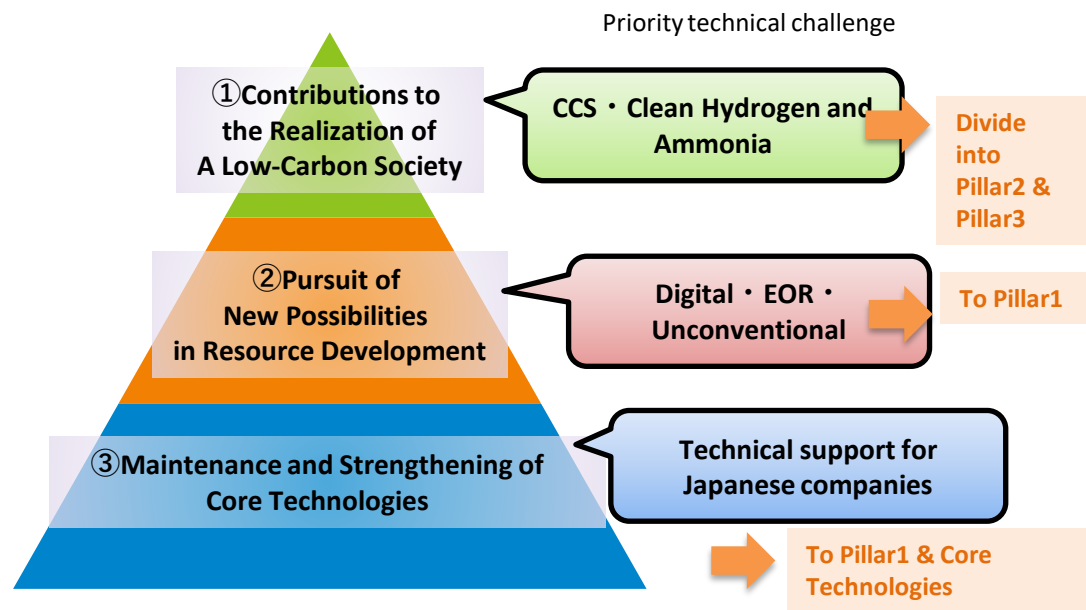 Priority technical challenge
①Contributions to
the Realization of
A Low-Carbon Society
CCS・Clean Hydrogen and
Ammonia
Divide
into
Pillar2 &
Pillar3
②Pursuit of
New Possibilities
in Resource Development
Digital・EOR・
Unconventional
To Pillar1
③Maintenance and Strengthening of
Core Technologies
Technical support for
Japanese companies
To Pillar1 & Core
Technologies